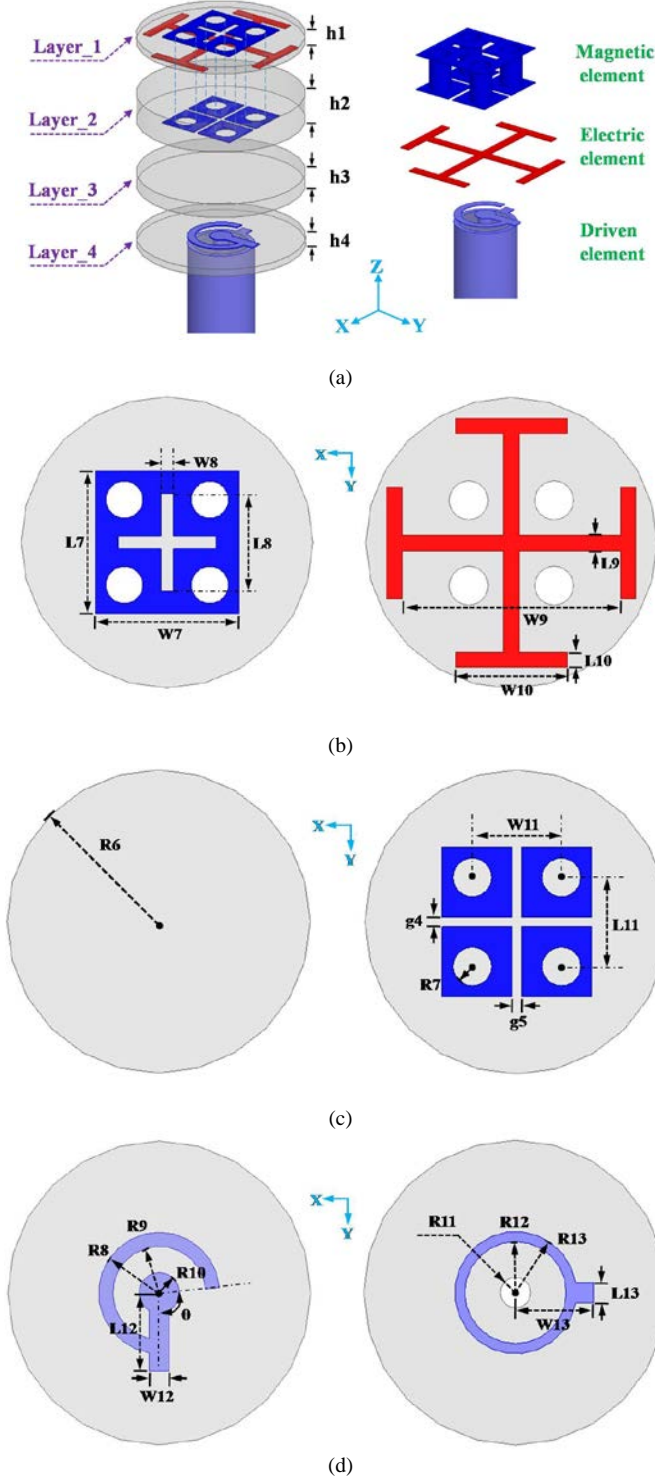 Layer_1
h1
Layer_2
h2
Layer_3
h3
Layer_4
h4
Magnetic
element
Electric
element
Driven
element
Z
X
Y
(a)
W8
L7
L8
W7
X
Y
L9
W9
L10
W10
(b)
R6
X
Y
W11
g4
L11
R7
g5
(c)
R9
R8
R10
L12
θ
W12
X
Y
R11
R12
R13
L13
W13
(d)